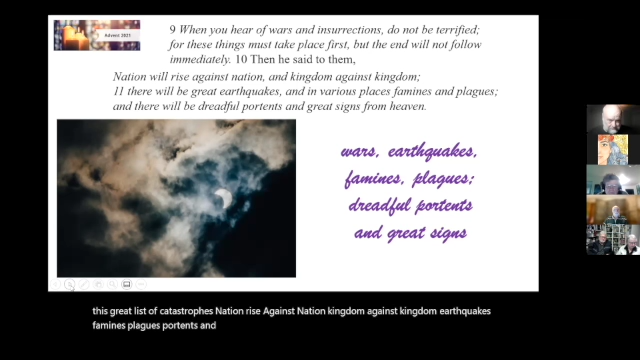 Advent 2021
9 When you hear of wars and insurrections, do not be terrified;
for these things must take place first, but the end will not follow
immediately. 10 Then he said to them,
Nation will rise against nation, and kingdom against kingdom;
11 there will be great earthquakes, and in various places famines and plagues;
and there will be dreadful portents and great signs from heaven.
wars, earthquakes,
famines, plagues;
dreadful portents
and great signs
this great list of catastrophes Nation rise Against Nation kingdom against kingdom earthquakes
famines plagues portents and